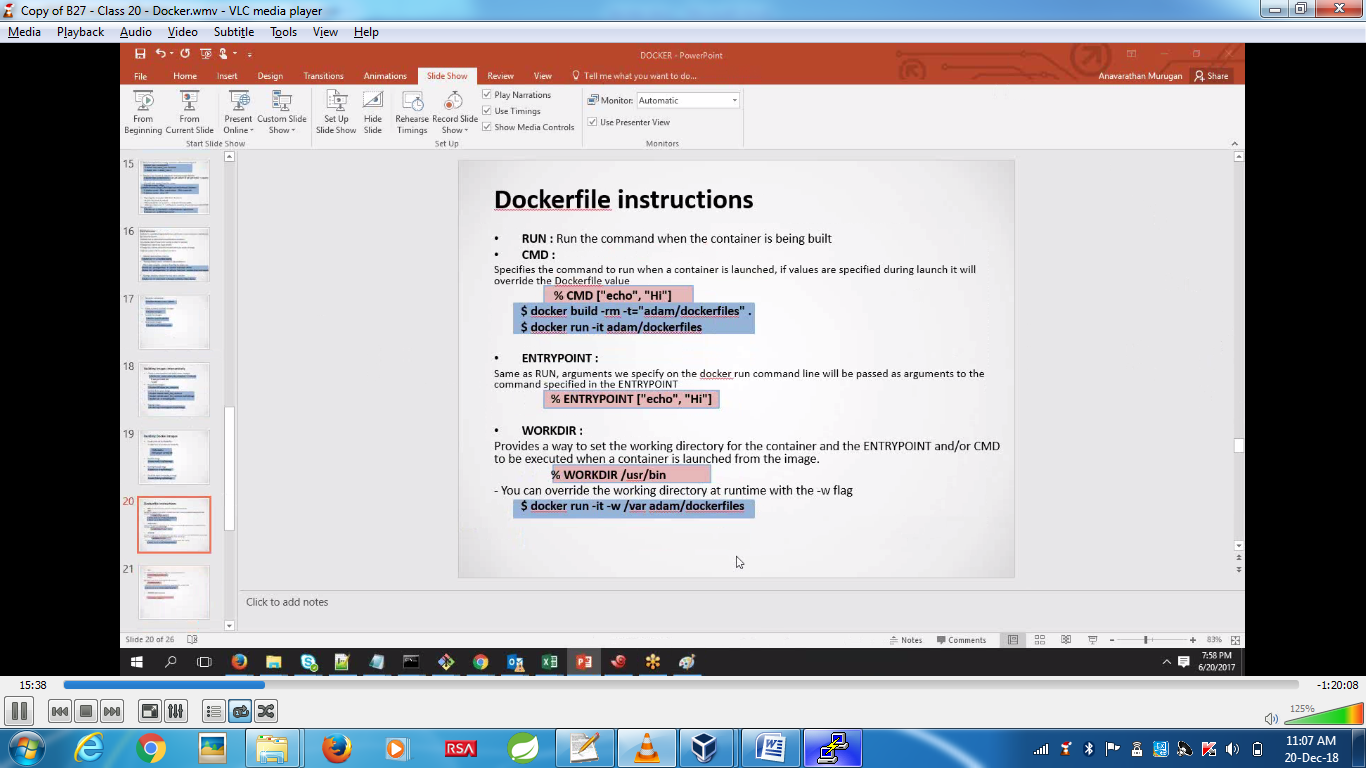 Copy of B27 - Class 20 - Docker.wmv - VLC media player
Media Playback Audio Video Subtitle Tools View Help
DOCKER - PowerPoint
File Home Insert Design Transitions Animations Slide Show Review View Tell me what you want to do... Anavarathan Murugan Share
From Beginning
From Current Slide
Present Online
Custom Slide Show
Set Up Slide Show
Hide Slide
Rehearse Timings
Record Slide Show
Play Narrations
Use Timings
Show Media Controls
Monitor: Automatic
Use Presenter View
Start Slide Show Set Up Monitors
15
16
17
18
19
20
21
Dockerfile instructions
RUN : Runs a command when the container is being built
• CMD :
Specifies the command to run when a container is launched, if values are specified during launch it will
override the Dockerfile value
% CMD ["echo", "Hi"]
$ docker build -rm -t="adam/dockerfiles" .
$ docker run -it adam/dockerfiles
• ENTRYPOINT :
Same as RUN, arguments we specify on the docker run command line will be passed as arguments to the
command specified in the ENTRYPOINT
% ENTRYPOINT ["echo", "Hi"]
• WORKDIR :
Provides a way to set the working directory for the container and the ENTRYPOINT and/or CMD
to be executed when a container is launched from the image.
% WORKDIR /usr/bin
- You can override the working directory at runtime with the -w flag
$ docker run -it -w /var adam/dockerfiles
Click to add notes
Slide 20 of 26 Notes Comments 83%
7:58 PM
6/20/2017
15:38 -1:20:08
125%
RSA
11:07 AM
20-Dec-18